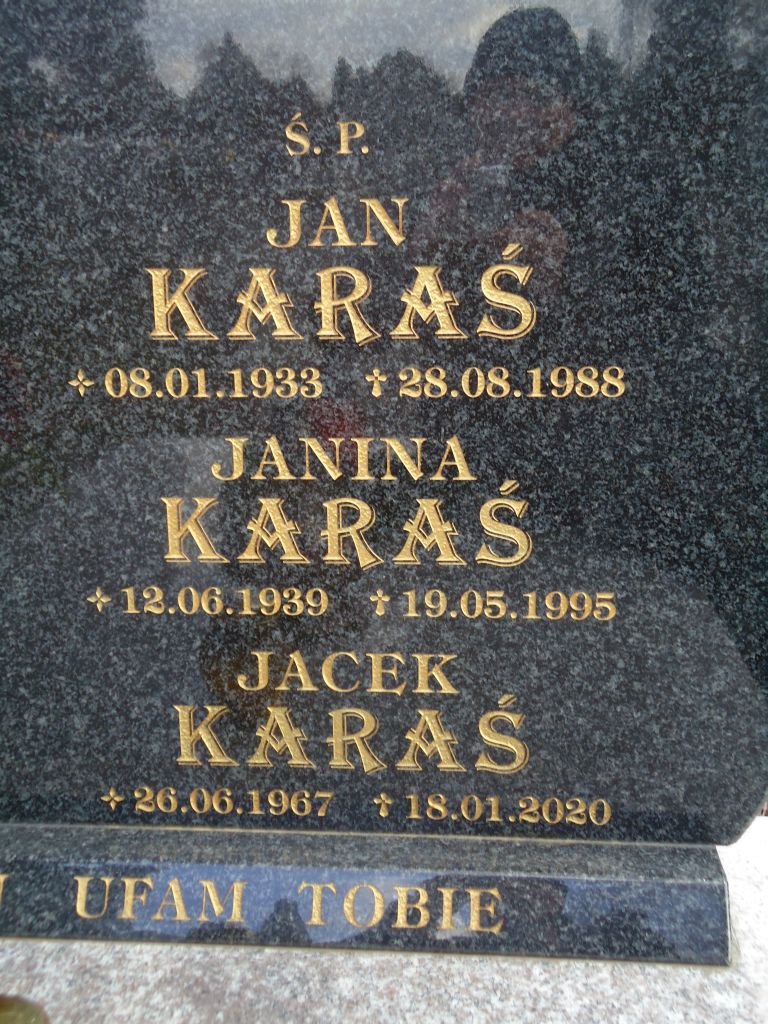 Ś. P.
JAN
KARAŚ
✧ 08.01.1933 † 28.08.1988
JANINA
KARAŚ
✧ 12.06.1939 † 19.05.1995
JACEK
KARAŚ
✧ 26.06.1967 † 18.01.2020
UFAM TOBIE